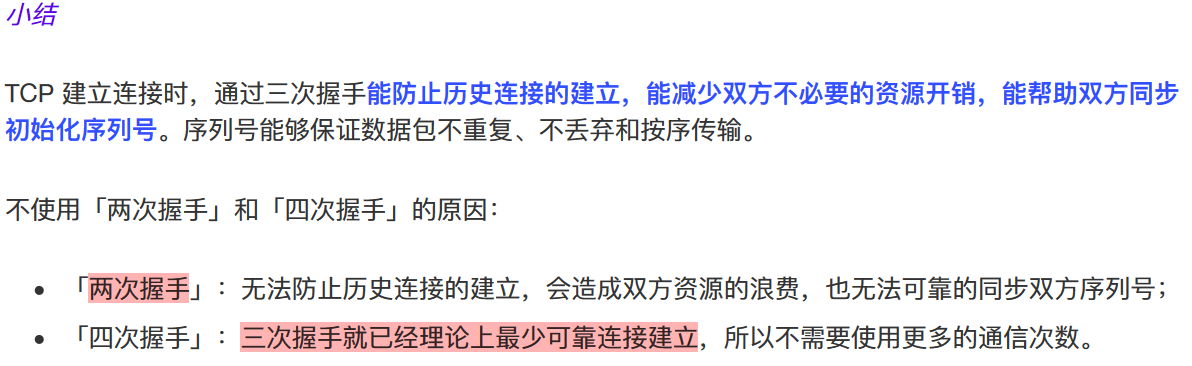 小结
TCP 建立连接时，通过三次握手能防止历史连接的建立，能减少双方不必要的资源开销，能帮助双方同步
初始化序列号。序列号能够保证数据包不重复、不丢弃和按序传输。
不使用「两次握手」和「四次握手」的原因：
• 「两次握手」：无法防止历史连接的建立，会造成双方资源的浪费，也无法可靠的同步双方序列号；
• 「四次握手」：三次握手就已经理论上最少可靠连接建立，所以不需要使用更多的通信次数。